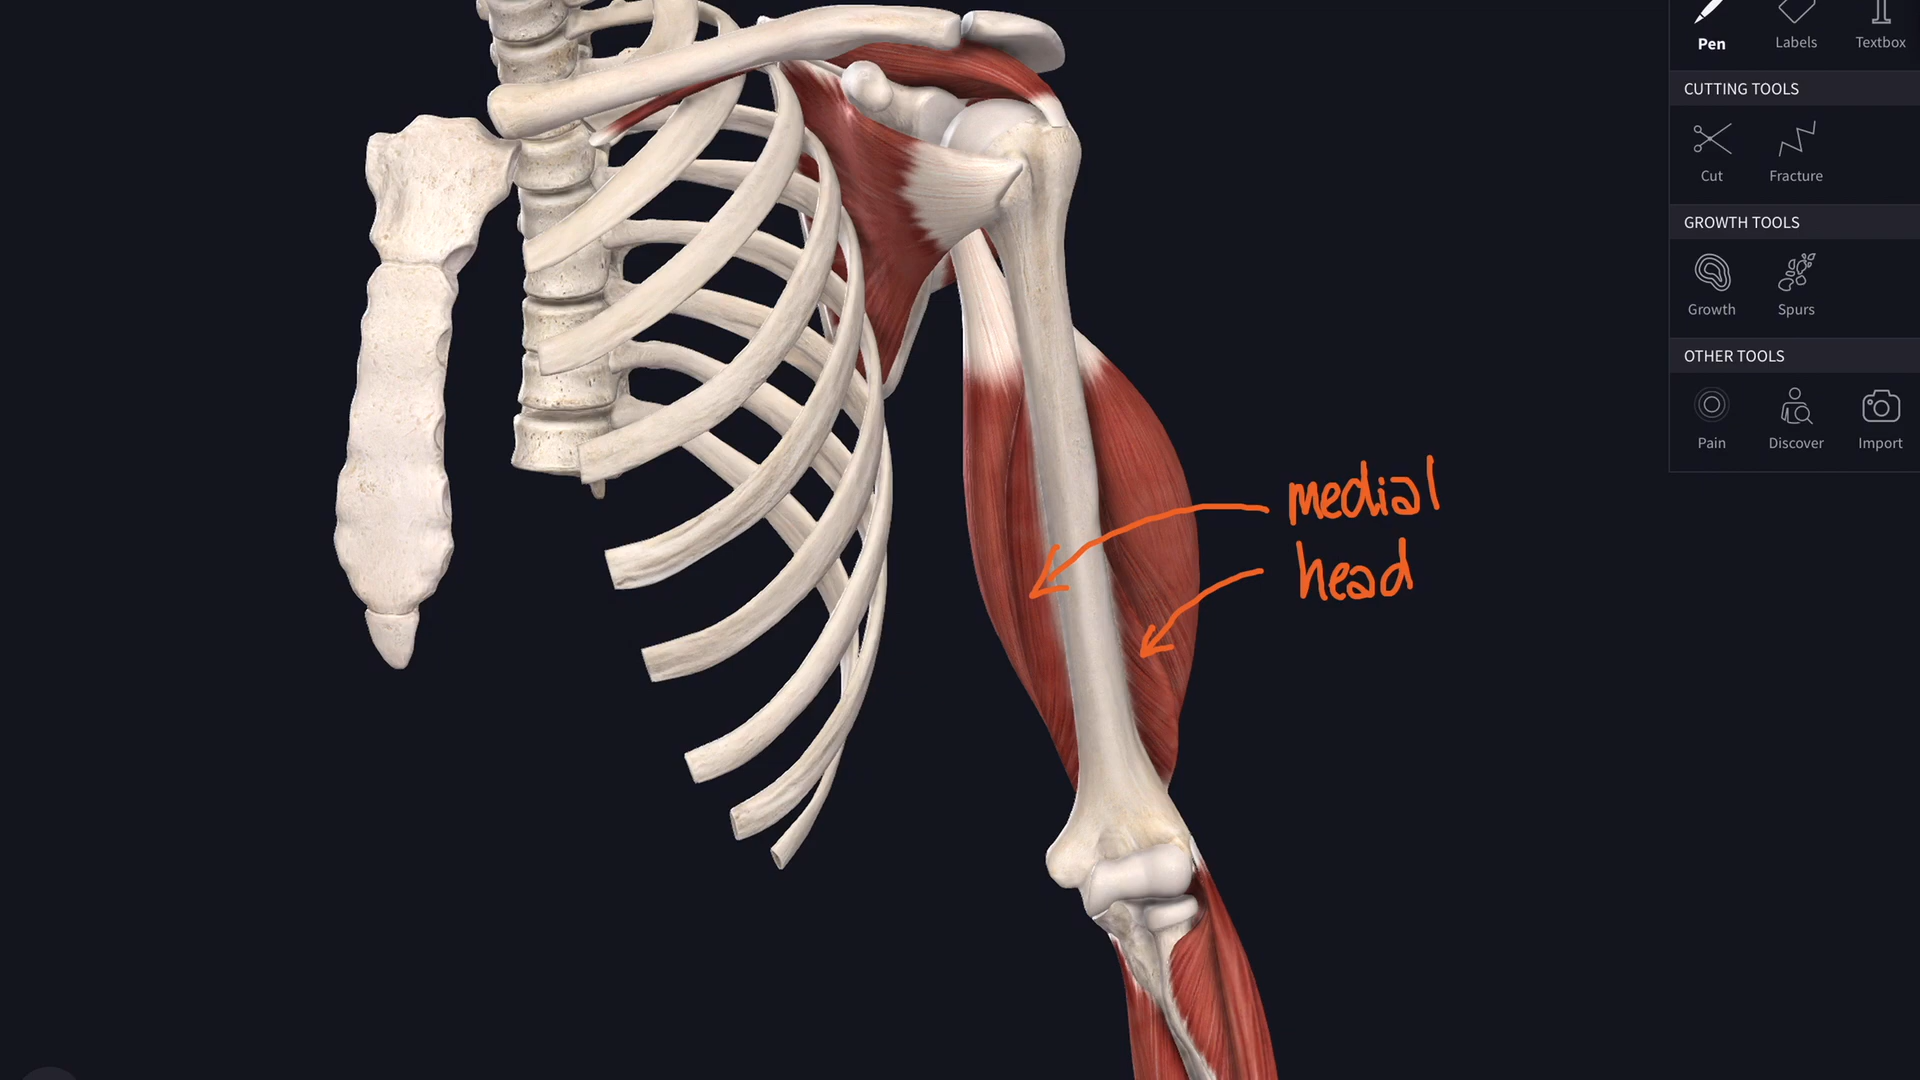 Pen
Labels
Textbox
CUTTING TOOLS
Cut
Fracture
GROWTH TOOLS
Growth
Spurs
OTHER TOOLS
Pain
Discover
Import
medial
head